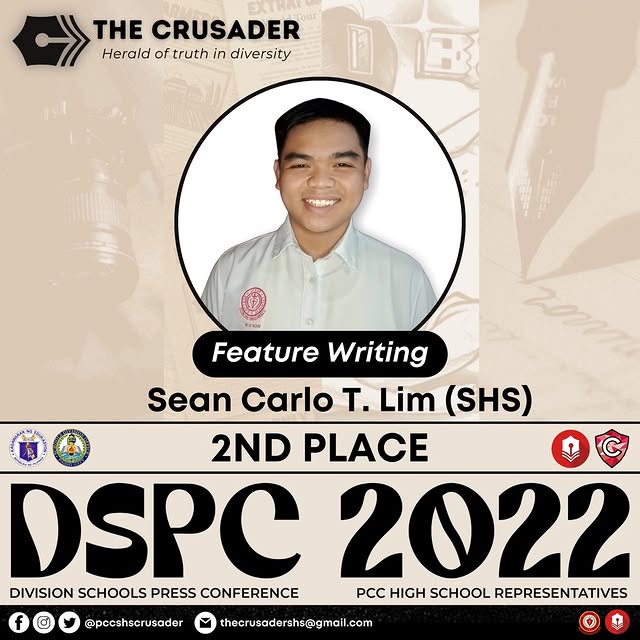 THE CRUSADER
Herald of truth in diversity
Feature Writing
Sean Carlo T. Lim (SHS)
2ND PLACE
DSPC 2022
DIVISION SCHOOLS PRESS CONFERENCE
PCC HIGH SCHOOL REPRESENTATIVES
@pccshscrusader
thecrusadershs@gmail.com